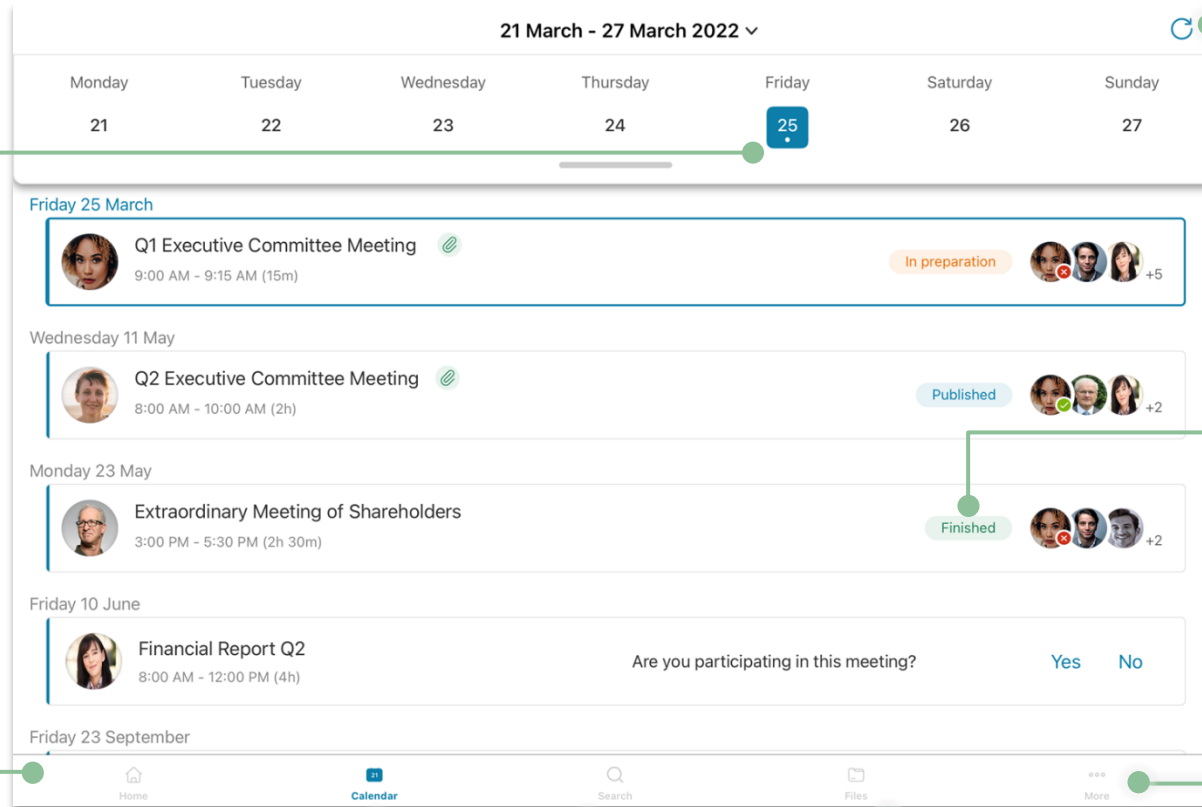 21 March - 27 March 2022
Monday Tuesday Wednesday Thursday Friday Saturday Sunday
21 22 23 24 25 26 27
Friday 25 March
Q1 Executive Committee Meeting
9:00 AM - 9:15 AM (15m)
In preparation
+5
Wednesday 11 May
Q2 Executive Committee Meeting
8:00 AM - 10:00 AM (2h)
Published
+2
Monday 23 May
Extraordinary Meeting of Shareholders
3:00 PM - 5:30 PM (2h 30m)
Finished
+2
Friday 10 June
Financial Report Q2
8:00 AM - 12:00 PM (4h)
Are you participating in this meeting?
Yes No
Friday 23 September
21
Home Calendar Search Files More